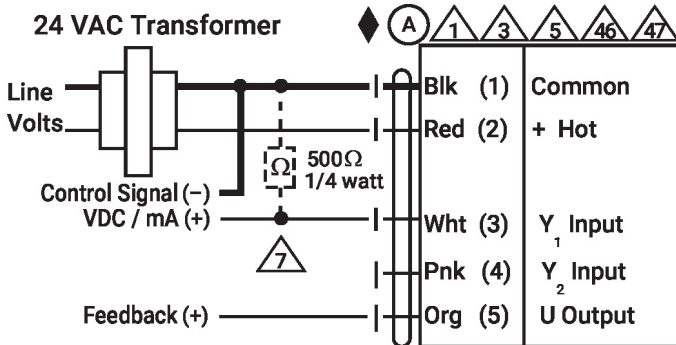 24 VAC Transformer
A 1 3 5 46 47
Line
Volts
Blk (1) Common
Red (2) + Hot
Ω 500Ω
1/4 watt
Control Signal (−)
VDC / mA (+)
7
Wht (3) Y₁ Input
Pnk (4) Y₂ Input
Feedback (+)
Org (5) U Output